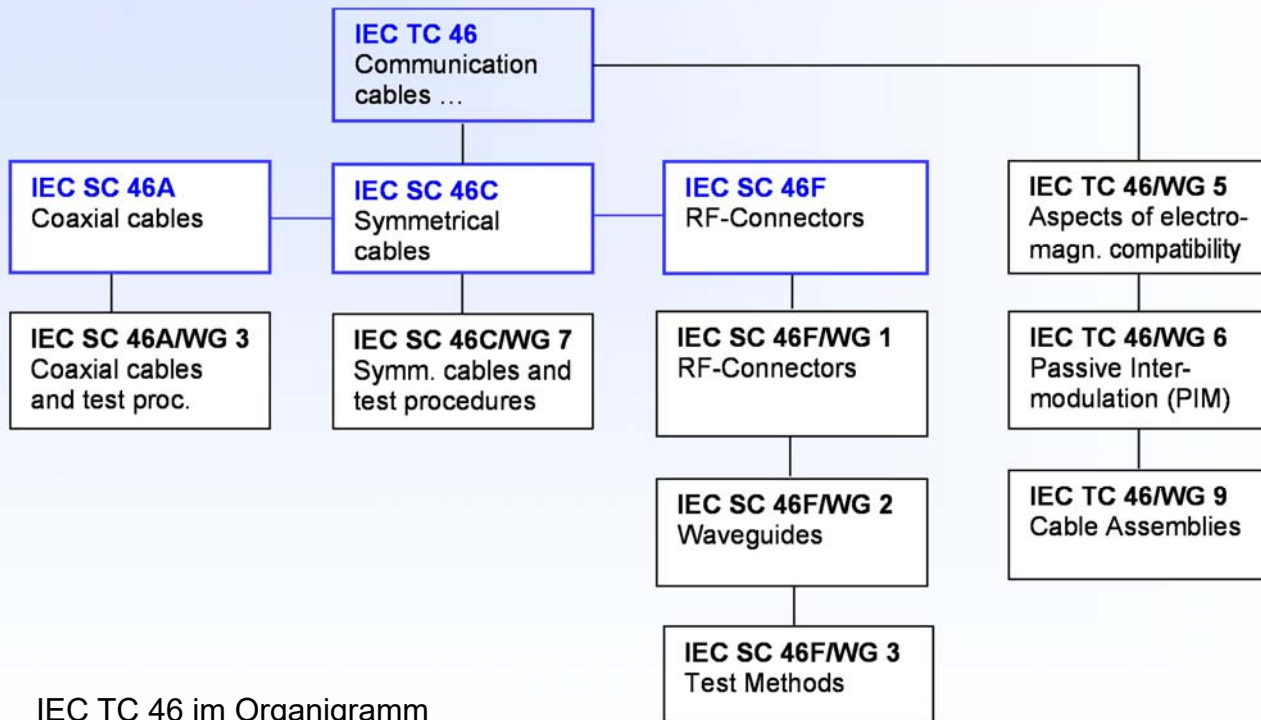 IEC TC 46
Communication
cables ...
IEC SC 46A
Coaxial cables
IEC SC 46C
Symmetrical
cables
IEC SC 46F
RF-Connectors
IEC TC 46/WG 5
Aspects of electro-
magn. compatibility
IEC SC 46A/WG 3
Coaxial cables
and test proc.
IEC SC 46C/WG 7
Symm. cables and
test procedures
IEC SC 46F/WG 1
RF-Connectors
IEC TC 46/WG 6
Passive Inter-
modulation (PIM)
IEC SC 46F/WG 2
Waveguides
IEC TC 46/WG 9
Cable Assemblies
IEC SC 46F/WG 3
Test Methods
IEC TC 46 im Organigramm